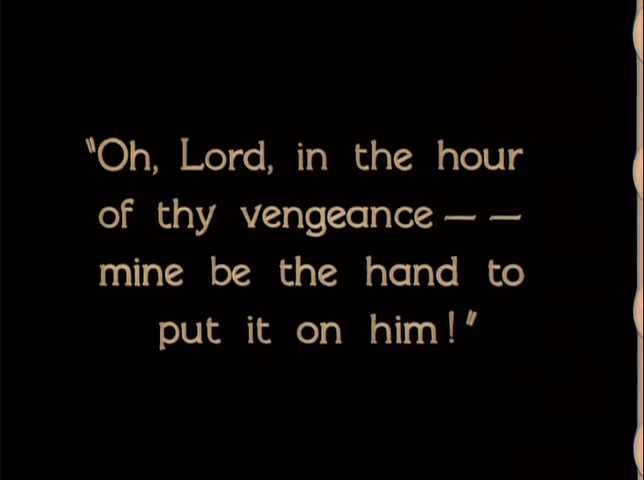 "Oh, Lord, in the hour
of thy vengeance — —
mine be the hand to
put it on him!"